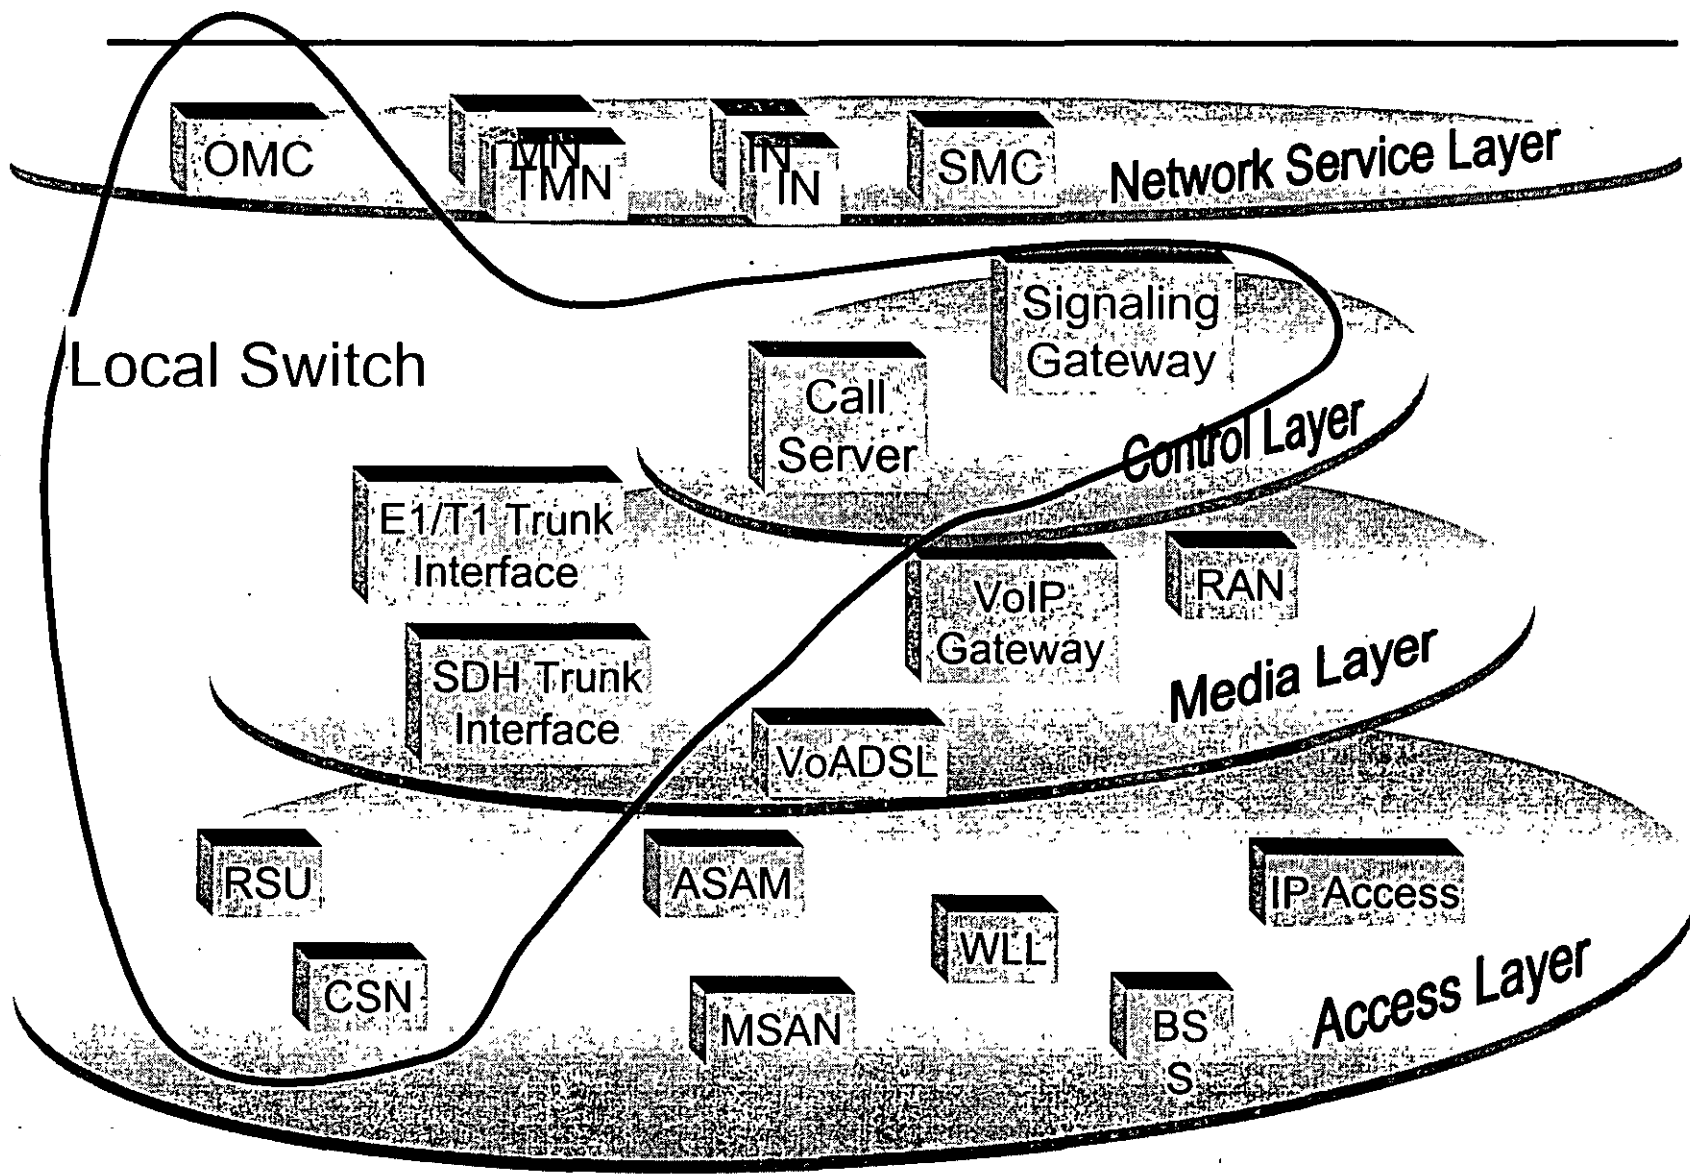 OMC
TMN
TMN
IN
IN
SMC
Network Service Layer
Signaling
Gateway
Local Switch
Call
Server
Control Layer
E1/T1 Trunk
Interface
VoIP
Gateway
RAN
SDH Trunk
Interface
Media Layer
VoADSL
RSU
ASAM
IP Access
WLL
CSN
MSAN
BS
S
Access Layer